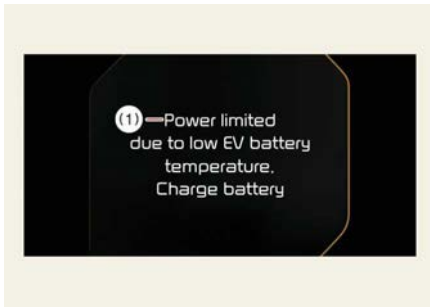 (1) Power limited
due to low EV battery
temperature.
Charge battery